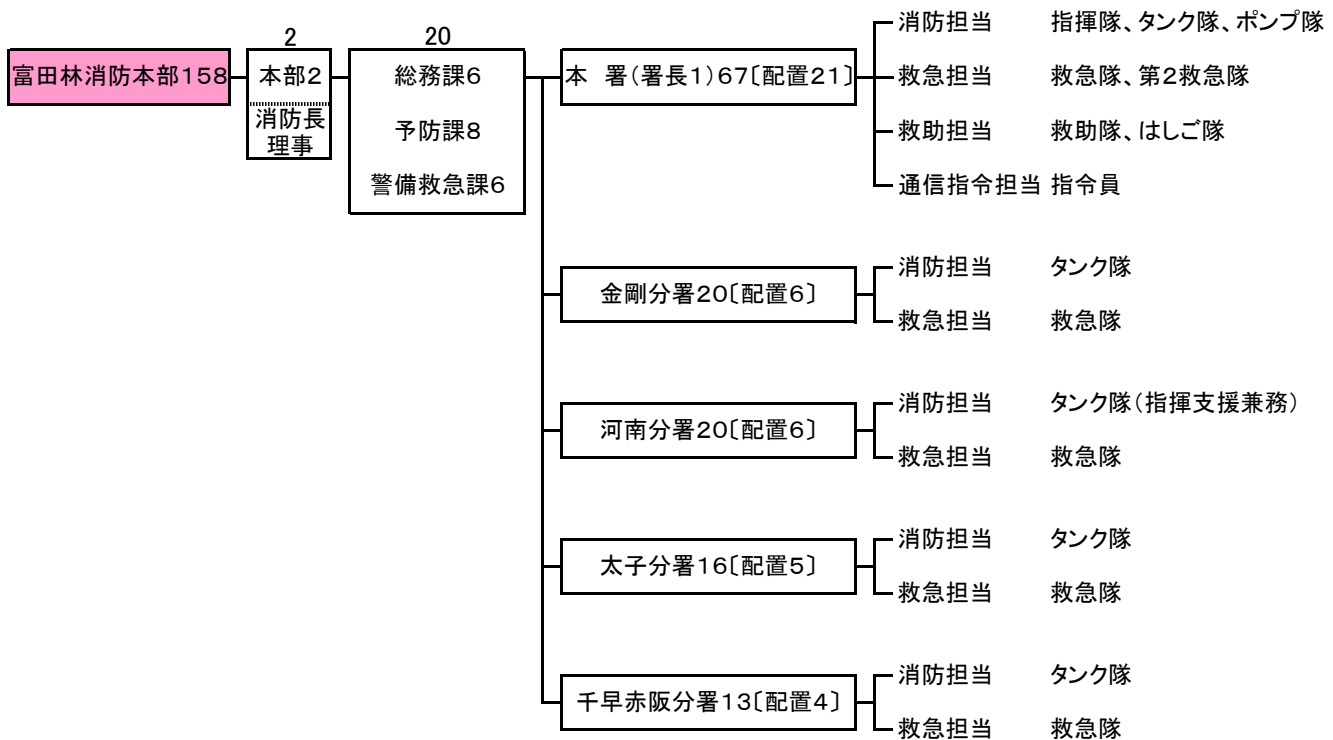 富田林消防本部158
2
本部2
消防長
理事
20
総務課6
予防課8
警備救急課6
本　署(署長1)67〔配置21〕
消防担当　指揮隊、タンク隊、ポンプ隊
救急担当　救急隊、第2救急隊
救助担当　救助隊、はしご隊
通信指令担当 指令員
金剛分署20〔配置6〕
消防担当　タンク隊
救急担当　救急隊
河南分署20〔配置6〕
消防担当　タンク隊(指揮支援兼務)
救急担当　救急隊
太子分署16〔配置5〕
消防担当　タンク隊
救急担当　救急隊
千早赤阪分署13〔配置4〕
消防担当　タンク隊
救急担当　救急隊